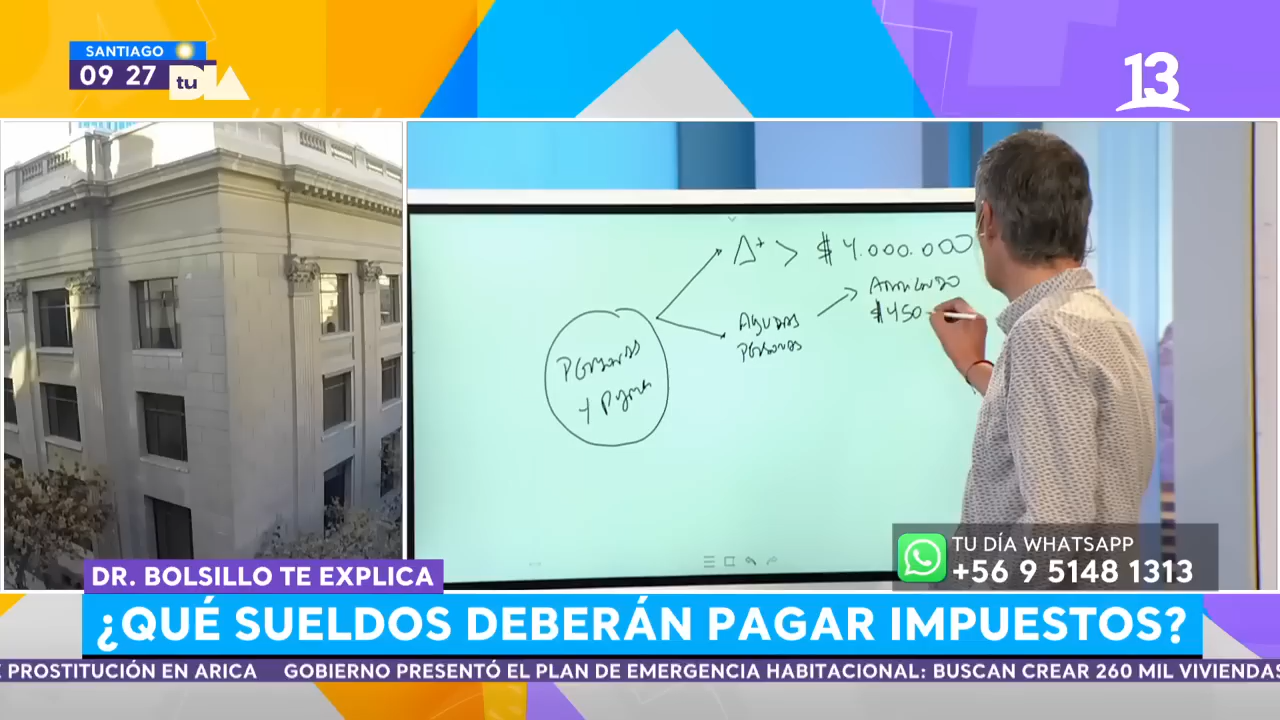 SANTIAGO
09 27
tu DÍA
13
Δ+ > $ 4.000.000
Personas
y Pymes
AYUDAS
PERSONAS
Arriendo
$450
TU DÍA WHATSAPP
+56 9 5148 1313
DR. BOLSILLO TE EXPLICA
¿QUÉ SUELDOS DEBERÁN PAGAR IMPUESTOS?
PROSTITUCIÓN EN ARICA GOBIERNO PRESENTÓ EL PLAN DE EMERGENCIA HABITACIONAL: BUSCAN CREAR 260 MIL VIVIENDAS